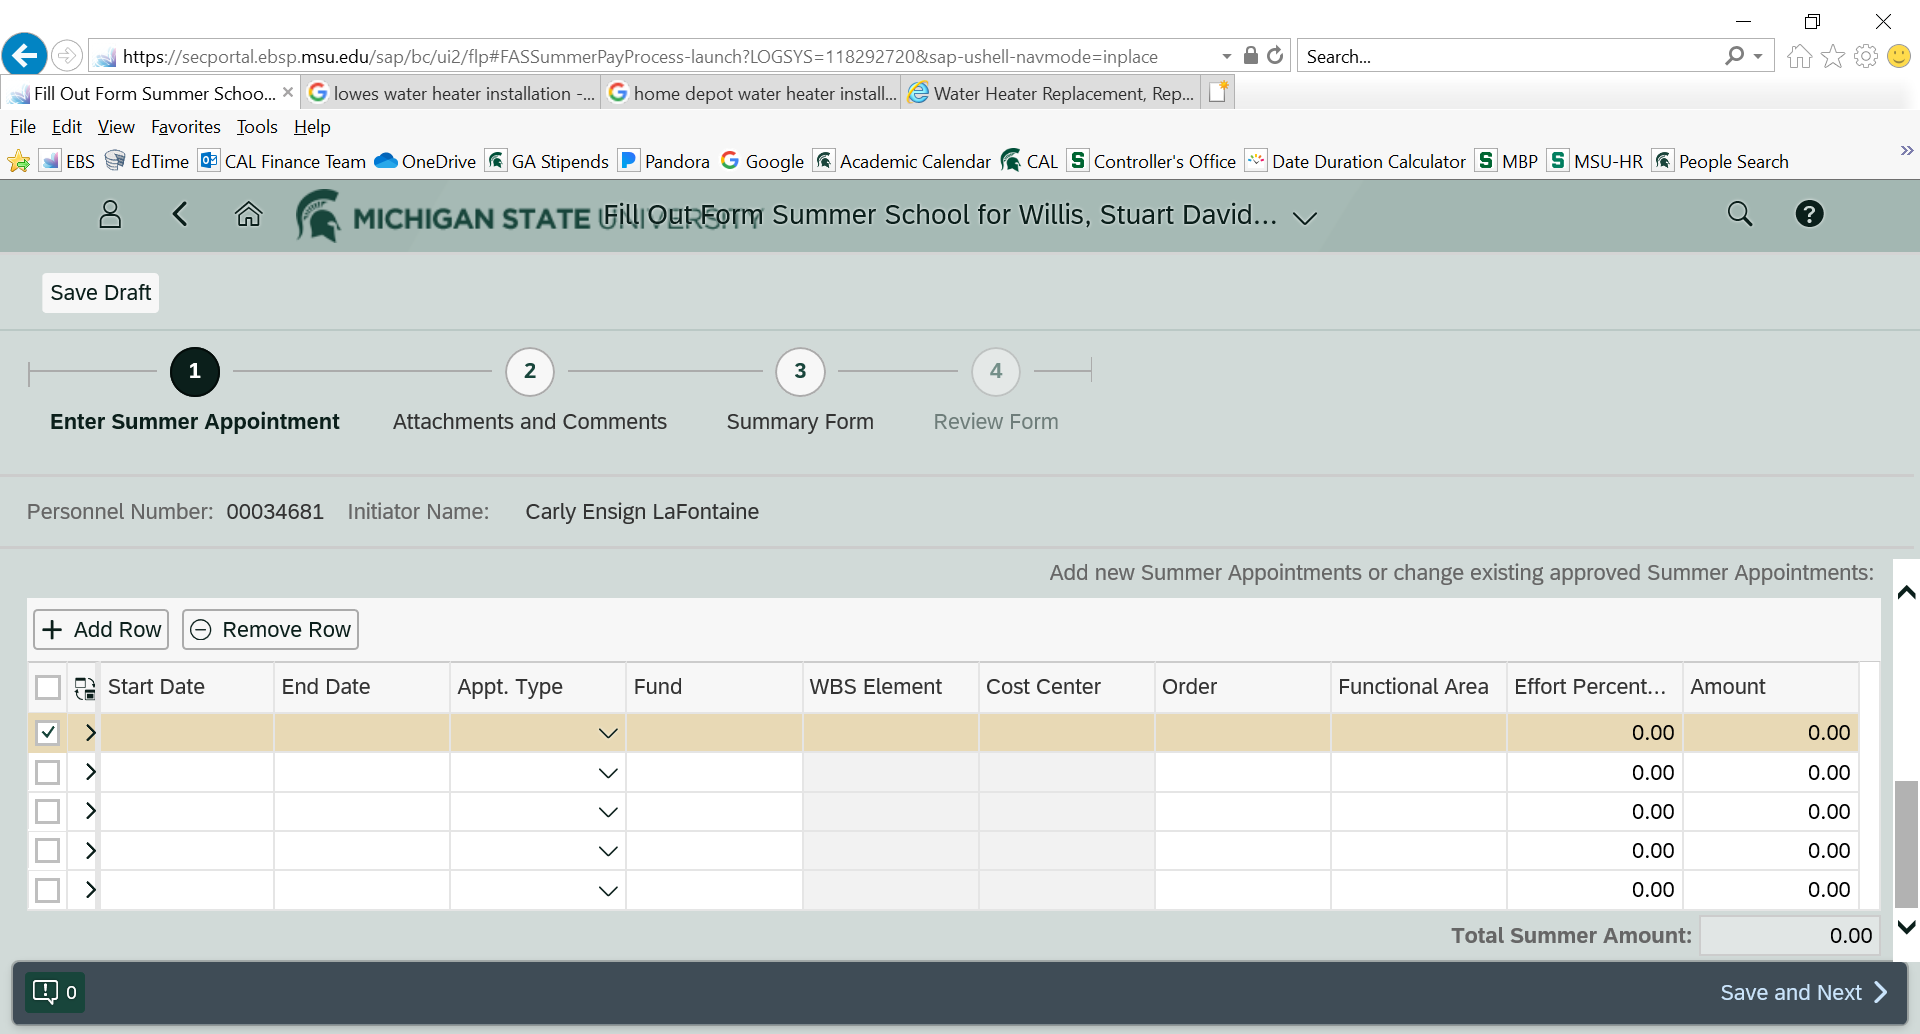 https://secportal.ebsp.msu.edu/sap/bc/ui2/flp#FASSummerPayProcess-launch?LOGSYS=118292720&sap-ushell-navmode=inplace Search...
Fill Out Form Summer Schoo... lowes water heater installation -... home depot water heater install... Water Heater Replacement, Rep...
File Edit View Favorites Tools Help
EBS EdTime CAL Finance Team OneDrive GA Stipends Pandora Google Academic Calendar CAL Controller's Office Date Duration Calculator MBP MSU-HR People Search
MICHIGAN STATE UNIVERSITY Fill Out Form Summer School for Willis, Stuart David...
Save Draft
1 2 3 4
Enter Summer Appointment Attachments and Comments Summary Form Review Form
Personnel Number: 00034681 Initiator Name: Carly Ensign LaFontaine
Add new Summer Appointments or change existing approved Summer Appointments:
Add Row Remove Row
Start Date End Date Appt. Type Fund WBS Element Cost Center Order Functional Area Effort Percent... Amount
0.00 0.00
0.00 0.00
0.00 0.00
0.00 0.00
0.00 0.00
Total Summer Amount: 0.00
0 Save and Next